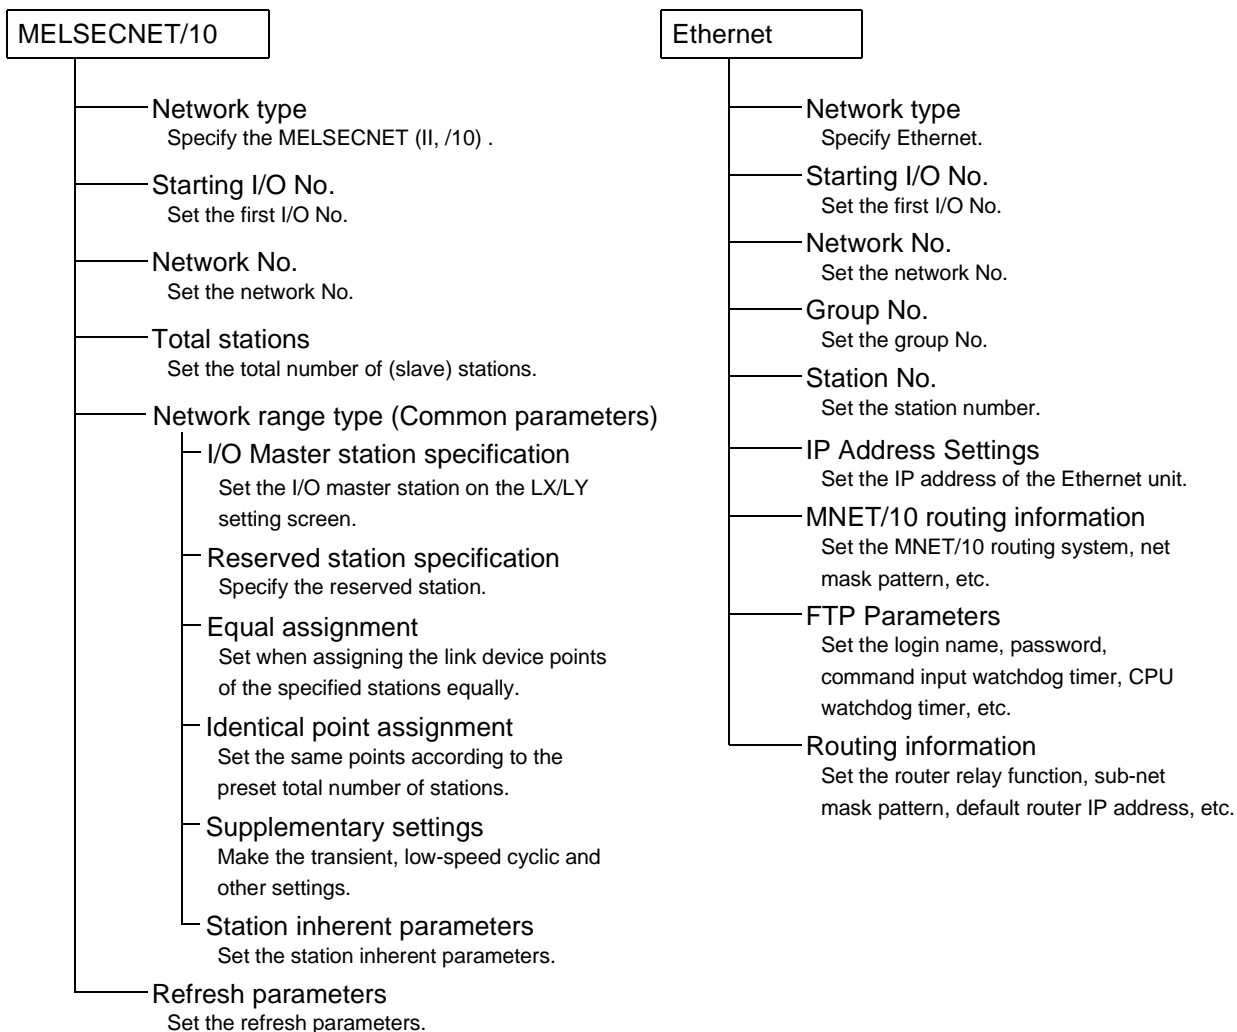 MELSECNET/10
Network type
Specify the MELSECNET (II, /10) .
Starting I/O No.
Set the first I/O No.
Network No.
Set the network No.
Total stations
Set the total number of (slave) stations.
Network range type (Common parameters)
I/O Master station specification
Set the I/O master station on the LX/LY
setting screen.
Reserved station specification
Specify the reserved station.
Equal assignment
Set when assigning the link device points
of the specified stations equally.
Identical point assignment
Set the same points according to the
preset total number of stations.
Supplementary settings
Make the transient, low-speed cyclic and
other settings.
Station inherent parameters
Set the station inherent parameters.
Refresh parameters
Set the refresh parameters.
Ethernet
Network type
Specify Ethernet.
Starting I/O No.
Set the first I/O No.
Network No.
Set the network No.
Group No.
Set the group No.
Station No.
Set the station number.
IP Address Settings
Set the IP address of the Ethernet unit.
MNET/10 routing information
Set the MNET/10 routing system, net
mask pattern, etc.
FTP Parameters
Set the login name, password,
command input watchdog timer, CPU
watchdog timer, etc.
Routing information
Set the router relay function, sub-net
mask pattern, default router IP address, etc.